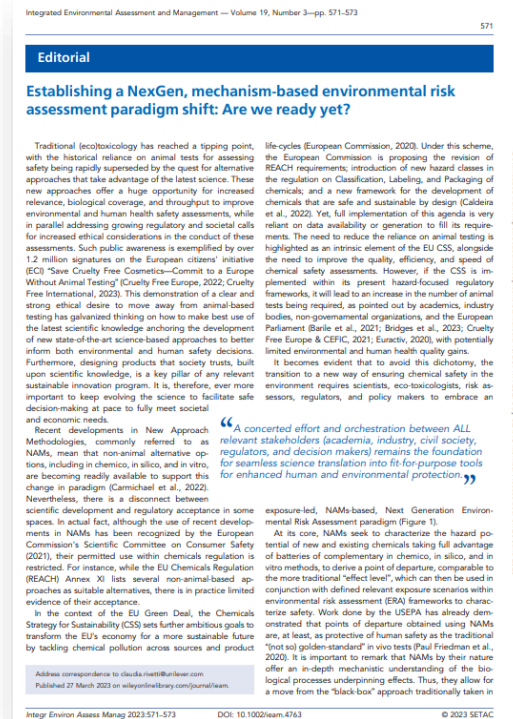 Integrated Environmental Assessment and Management — Volume 19, Number 3—pp. 571–573
571
Editorial
Establishing a NexGen, mechanism-based environmental risk
assessment paradigm shift: Are we ready yet?
Traditional (eco)toxicology has reached a tipping point,
with the historical reliance on animal tests for assessing
safety being rapidly superseded by the quest for alternative
approaches that take advantage of the latest science. These
new approaches offer a huge opportunity for increased
relevance, biological coverage, and throughput to improve
environmental and human health safety assessments, while
in parallel addressing growing regulatory and societal calls
for increased ethical considerations in the conduct of these
assessments. Such public awareness is exemplified by over
1.2 million signatures on the European citizens' initiative
(ECI) "Save Cruelty Free Cosmetics—Commit to a Europe
Without Animal Testing" (Cruelty Free Europe, 2022; Cruelty
Free International, 2023). This demonstration of a clear and
strong ethical desire to move away from animal-based
testing has galvanized thinking on how to make best use of
the latest scientific knowledge anchoring the development
of new state-of-the-art science-based approaches to better
inform both environmental and human safety decisions.
Furthermore, designing products that society trusts, built
upon scientific knowledge, is a key pillar of any relevant
sustainable innovation program. It is, therefore, ever more
important to keep evolving the science to facilitate safe
decision-making at pace to fully meet societal
and economic needs.
Recent developments in New Approach
Methodologies, commonly referred to as
NAMs, mean that non-animal alternative op-
tions, including in chemico, in silico, and in vitro,
are becoming readily available to support this
change in paradigm (Carmichael et al., 2022).
Nevertheless, there is a disconnect between
scientific development and regulatory acceptance in some
spaces. In actual fact, although the use of recent develop-
ments in NAMs has been recognized by the European
Commission's Scientific Committee on Consumer Safety
(2021), their permitted use within chemicals regulation is
restricted. For instance, while the EU Chemicals Regulation
(REACH) Annex XI lists several non-animal-based ap-
proaches as suitable alternatives, there is in practice limited
evidence of their acceptance.
In the context of the EU Green Deal, the Chemicals
Strategy for Sustainability (CSS) sets further ambitious goals to
transform the EU's economy for a more sustainable future
by tackling chemical pollution across sources and product
Address correspondence to claudia.rivetti@unilever.com
Published 27 March 2023 on wileyonlinelibrary.com/journal/ieam.
life-cycles (European Commission, 2020). Under this scheme,
the European Commission is proposing the revision of
REACH requirements; introduction of new hazard classes in
the regulation on Classification, Labeling, and Packaging of
chemicals; and a new framework for the development of
chemicals that are safe and sustainable by design (Caldeira
et al., 2022). Yet, full implementation of this agenda is very
reliant on data availability or generation to fill its require-
ments. The need to reduce the reliance on animal testing is
highlighted as an intrinsic element of the EU CSS, alongside
the need to improve the quality, efficiency, and speed of
chemical safety assessments. However, if the CSS is im-
plemented within its present hazard-focused regulatory
frameworks, it will lead to an increase in the number of animal
tests being required, as pointed out by academics, industry
bodies, non-governamental organizations, and the European
Parliament (Barile et al., 2021; Bridges et al., 2023; Cruelty
Free Europe & CEFIC, 2021; Euractiv, 2020), with potentially
limited environmental and human health quality gains.
It becomes evident that to avoid this dichotomy, the
transition to a new way of ensuring chemical safety in the
environment requires scientists, eco-toxicologists, risk as-
sessors, regulators, and policy makers to embrace an
“A concerted effort and orchestration between ALL
relevant stakeholders (academia, industry, civil society,
regulators, and decision makers) remains the foundation
for seamless science translation into fit-for-purpose tools
for enhanced human and environmental protection.”
exposure-led, NAMs-based, Next Generation Environ-
mental Risk Assessment paradigm (Figure 1).
At its core, NAMs seek to characterize the hazard po-
tential of new and existing chemicals taking full advantage
of batteries of complementary in chemico, in silico, and in
vitro methods, to derive a point of departure, comparable to
the more traditional "effect level", which can then be used in
conjunction with defined relevant exposure scenarios within
environmental risk assessment (ERA) frameworks to charac-
terize safety. Work done by the USEPA has already dem-
onstrated that points of departure obtained using NAMs
are, at least, as protective of human safety as the traditional
"(not so) golden-standard" in vivo tests (Paul Friedman et al.,
2020). It is important to remark that NAMs by their nature
offer an in-depth mechanistic understanding of the bio-
logical processes underpinning effects. Thus, they allow for
a move from the "black-box" approach traditionally taken in
Integr Environ Assess Manag 2023:571–573
DOI: 10.1002/ieam.4763
© 2023 SETAC